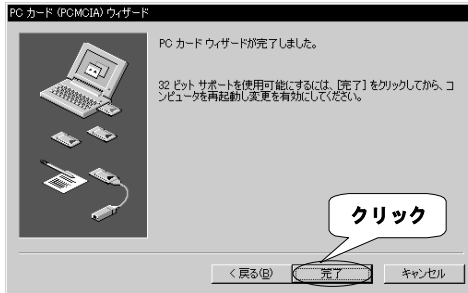 PC カード (PCMCIA) ウィザード
PC カード ウィザードが完了しました。
32 ビット サポートを使用可能にするには、[完了] をクリックしてから、コ
ンピュータを再起動し変更を有効にしてください。
クリック
< 戻る(B)
完了
キャンセル